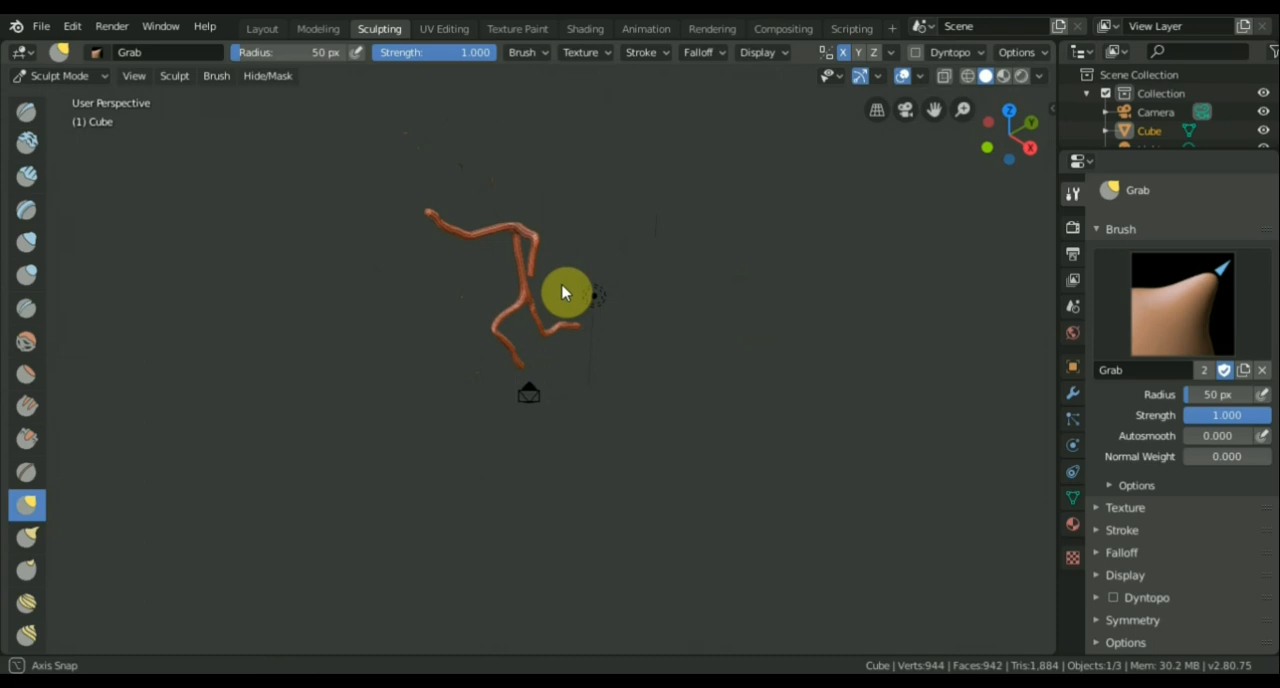 File Edit Render Window Help Layout Modeling Sculpting UV Editing Texture Paint Shading Animation Rendering Compositing Scripting + Scene View Layer
Grab Radius: 50 px Strength: 1.000 Brush Texture Stroke Falloff Display X Y Z Dyntopo Options
Sculpt Mode View Sculpt Brush Hide/Mask
Scene Collection
Collection
Camera
Cube
User Perspective
(1) Cube
Z
Y
X
Grab
Brush
Grab 2
Radius 50 px
Strength 1.000
Autosmooth 0.000
Normal Weight 0.000
Options
Texture
Stroke
Falloff
Display
Dyntopo
Symmetry
Options
Axis Snap
Cube | Verts:944 | Faces:942 | Tris:1,884 | Objects:1/3 | Mem: 30.2 MB | v2.80.75